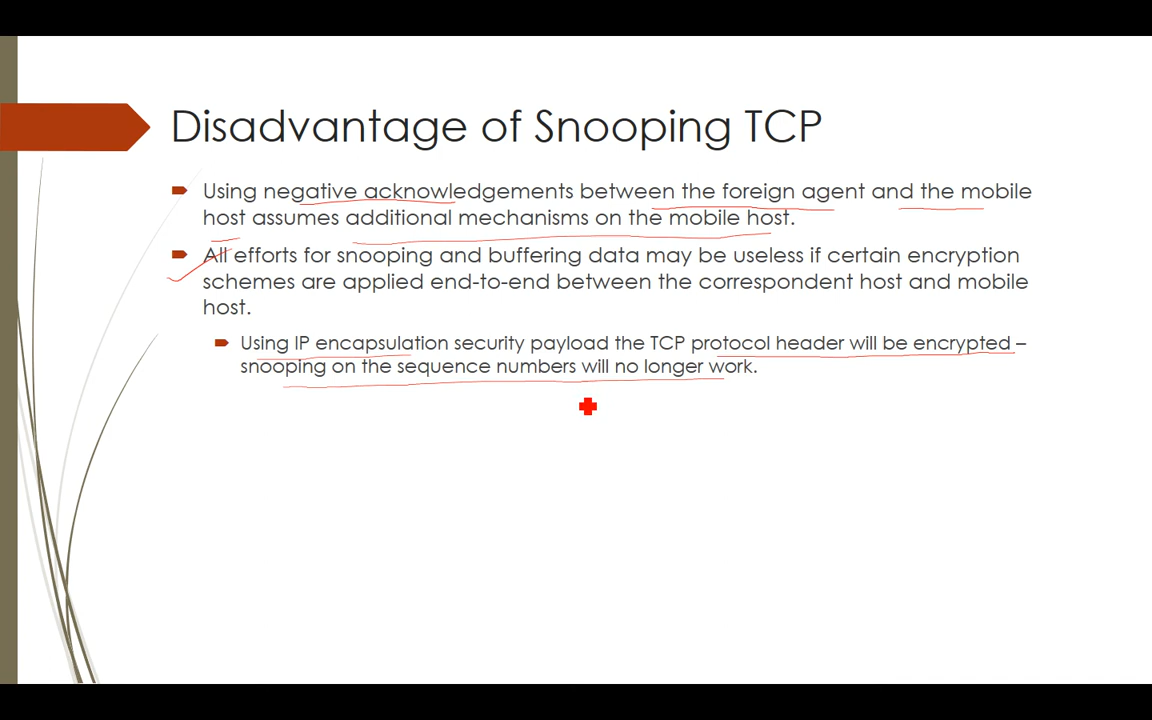 Disadvantage of Snooping TCP
Using negative acknowledgements between the foreign agent and the mobile
host assumes additional mechanisms on the mobile host.
All efforts for snooping and buffering data may be useless if certain encryption
schemes are applied end-to-end between the correspondent host and mobile
host.
Using IP encapsulation security payload the TCP protocol header will be encrypted –
snooping on the sequence numbers will no longer work.